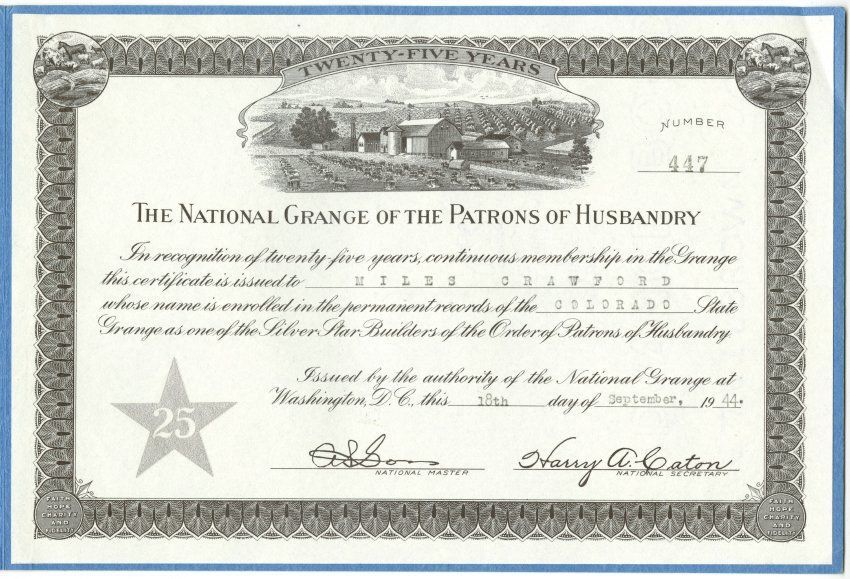 TWENTY-FIVE YEARS
NUMBER
447
THE NATIONAL GRANGE OF THE PATRONS OF HUSBANDRY
In recognition of twenty-five years, continuous membership in the Grange
this certificate is issued to MILES CRAWFORD
whose name is enrolled in the permanent records of the COLORADO State
Grange as one of the Silver Star Builders of the Order of Patrons of Husbandry.
Issued by the authority of the National Grange at
Washington, D.C., this 18th day of September, 1944.
25
Harry A. Caton
NATIONAL MASTER
NATIONAL SECRETARY
FAITH
HOPE
CHARITY
AND
FIDELITY
FAITH
HOPE
CHARITY
AND
FIDELITY